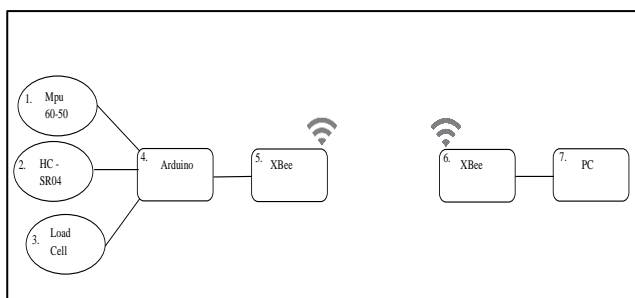 1. Mpu
60-50
2. HC -
SR04
3. Load
Cell
4. Arduino
5. XBee
6. XBee
7. PC